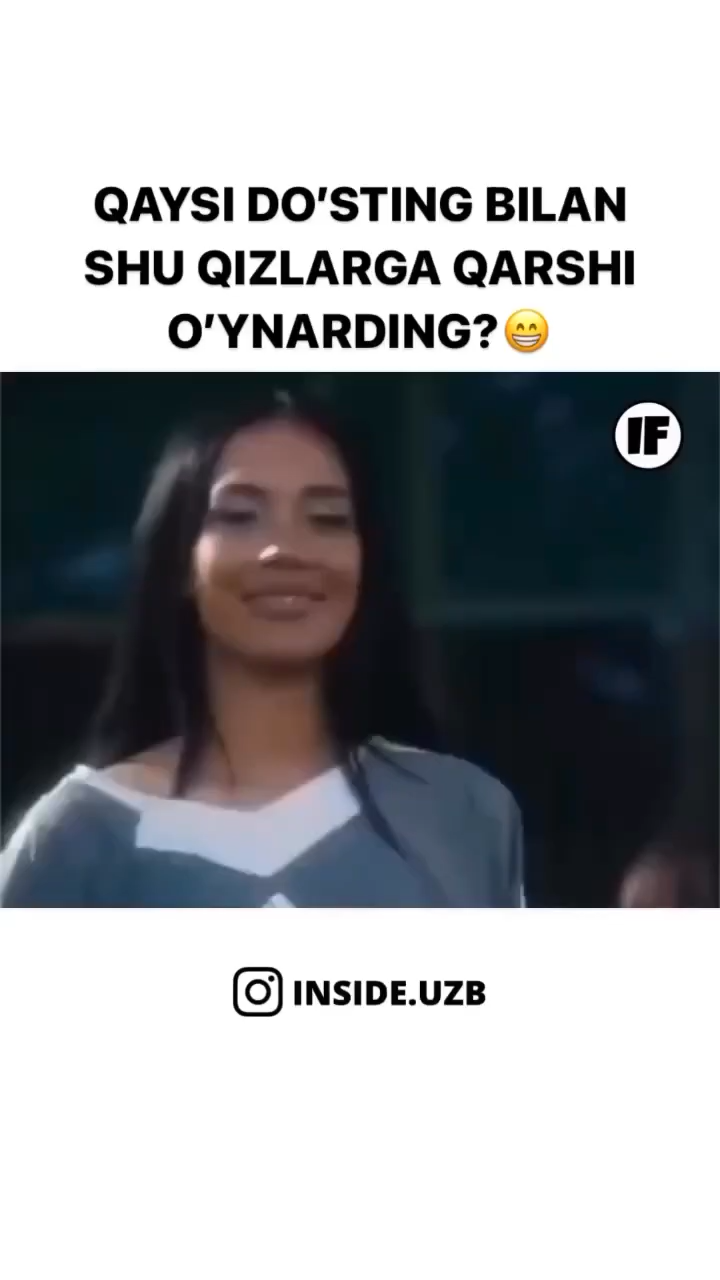 QAYSI DO'STING BILAN
SHU QIZLARGA QARSHI
O'YNARDING?😁
IF
INSIDE.UZB